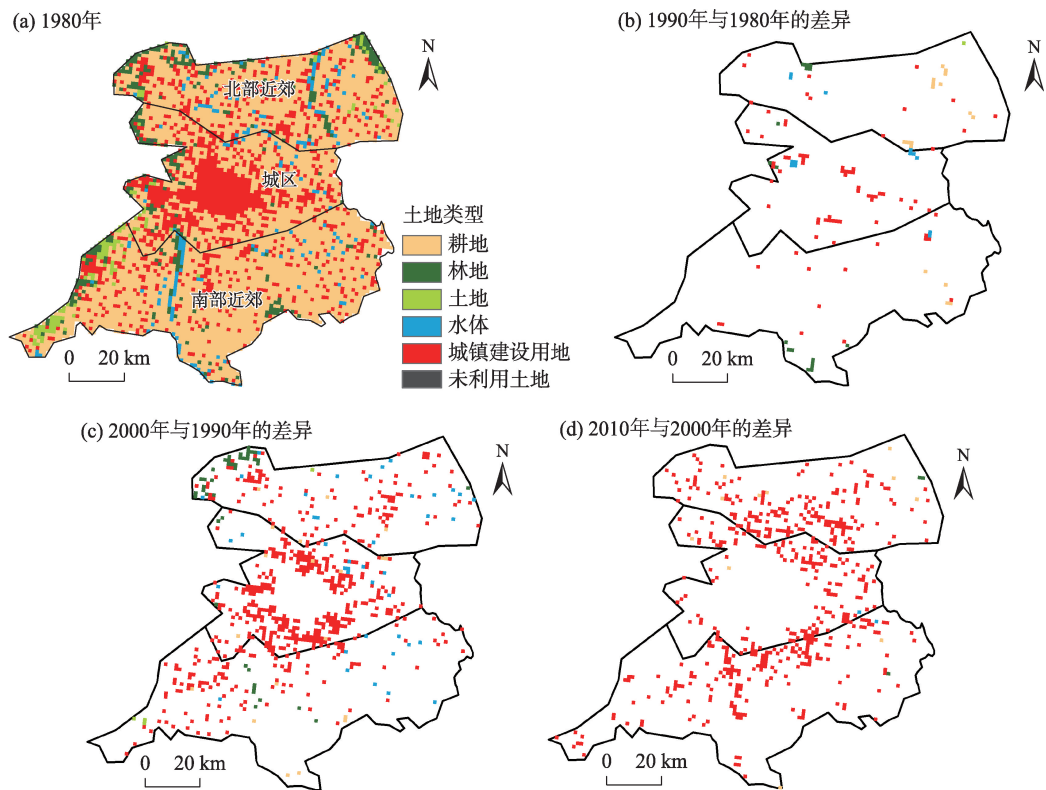 (a) 1980年
N
北部近郊
城区
南部近郊
0 20 km
土地类型
耕地
林地
土地
水体
城镇建设用地
未利用土地
(b) 1990年与1980年的差异
N
0 20 km
(c) 2000年与1990年的差异
N
0 20 km
(d) 2010年与2000年的差异
N
0 20 km